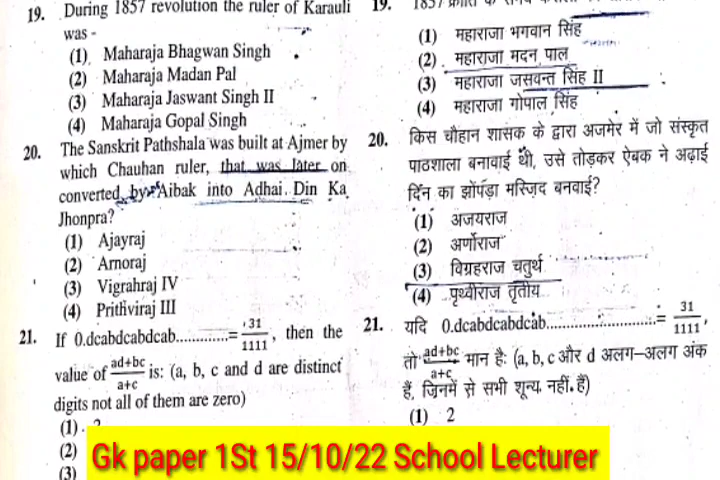 19. During 1857 revolution the ruler of Karauli
was -
(1) Maharaja Bhagwan Singh
(2) Maharaja Madan Pal
(3) Maharaja Jaswant Singh II
(4) Maharaja Gopal Singh
20. The Sanskrit Pathshala was built at Ajmer by
which Chauhan ruler, that was later on
converted by Aibak into Adhai Din Ka
Jhonpra?
(1) Ajayraj
(2) Arnoraj
(3) Vigrahraj IV
(4) Prithviraj III
21. If 0.dcabdcabdcab.............= 31/1111 , then the
value of ad+bc/a+c is: (a, b, c and d are distinct
digits not all of them are zero)
(1) 2
(2)
(3)
19. 1857 क्रांति के समय
(1) महाराजा भगवान सिंह
(2) महाराजा मदन पाल
(3) महाराजा जसवन्त सिंह II
(4) महाराजा गोपाल सिंह
20. किस चौहान शासक के द्वारा अजमेर में जो संस्कृत
पाठशाला बनावाई थी, उसे तोड़कर ऐबक ने अढ़ाई
दिन का झोंपड़ा मस्जिद बनवाई?
(1) अजयराज
(2) अर्णोराज
(3) विग्रहराज चतुर्थ
(4) पृथ्वीराज तृतीय
21. यदि 0.dcabdcabdcab..........................= 31/1111 ,
तो ad+bc/a+c मान है: (a, b, c और d अलग–अलग अंक
हैं, जिनमें से सभी शून्य नहीं. हैं)
(1) 2
Gk paper 1St 15/10/22 School Lecturer